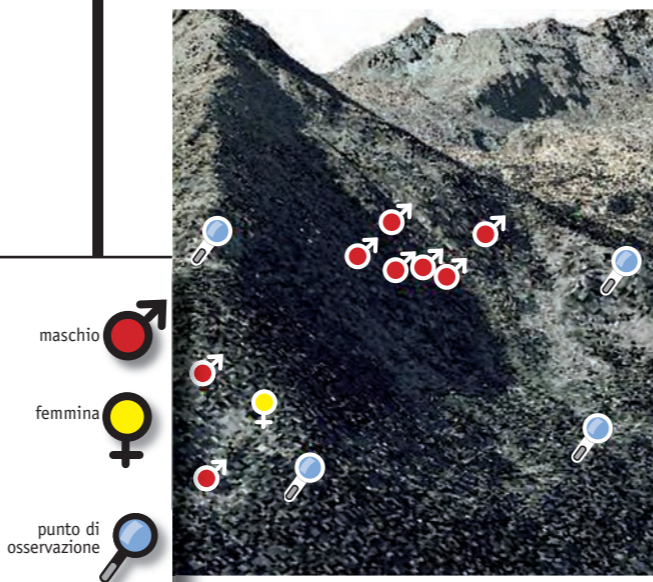 maschio
femmina
punto di
osservazione